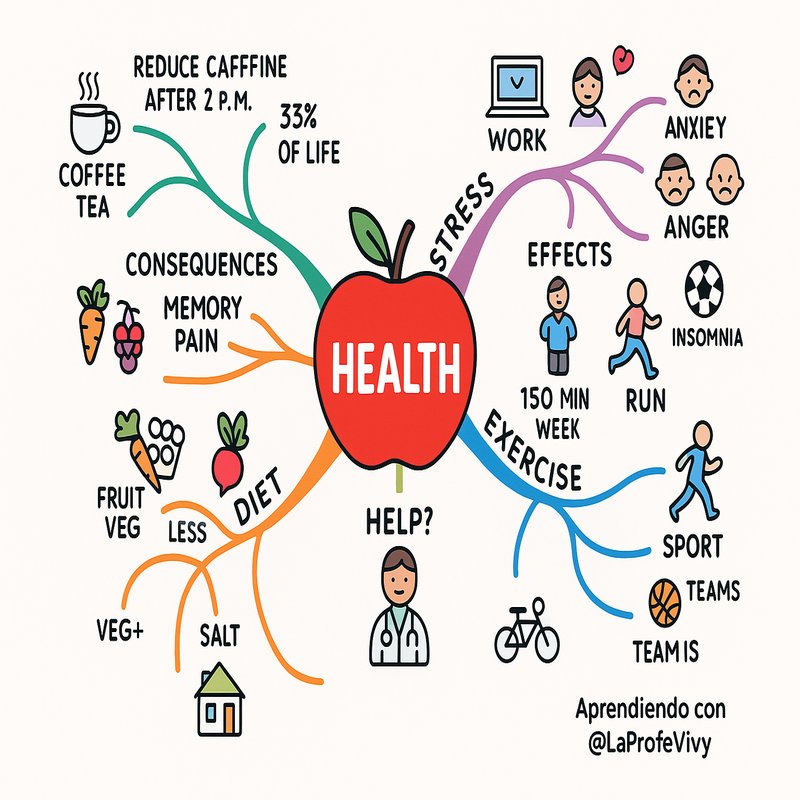 REDUCE CAFFFINE
AFTER 2 P.M.
33%
OF LIFE
COFFEE
TEA
CONSEQUENCES
MEMORY
PAIN
HEALTH
STRESS
WORK
ANXIEY
ANGER
EFFECTS
INSOMNIA
150 MIN
WEEK
RUN
EXERCISE
SPORT
TEAMS
TEAM IS
DIET
FRUIT
VEG
LESS
VEG+
SALT
HELP?
Aprendiendo con
@LaProfeVivy